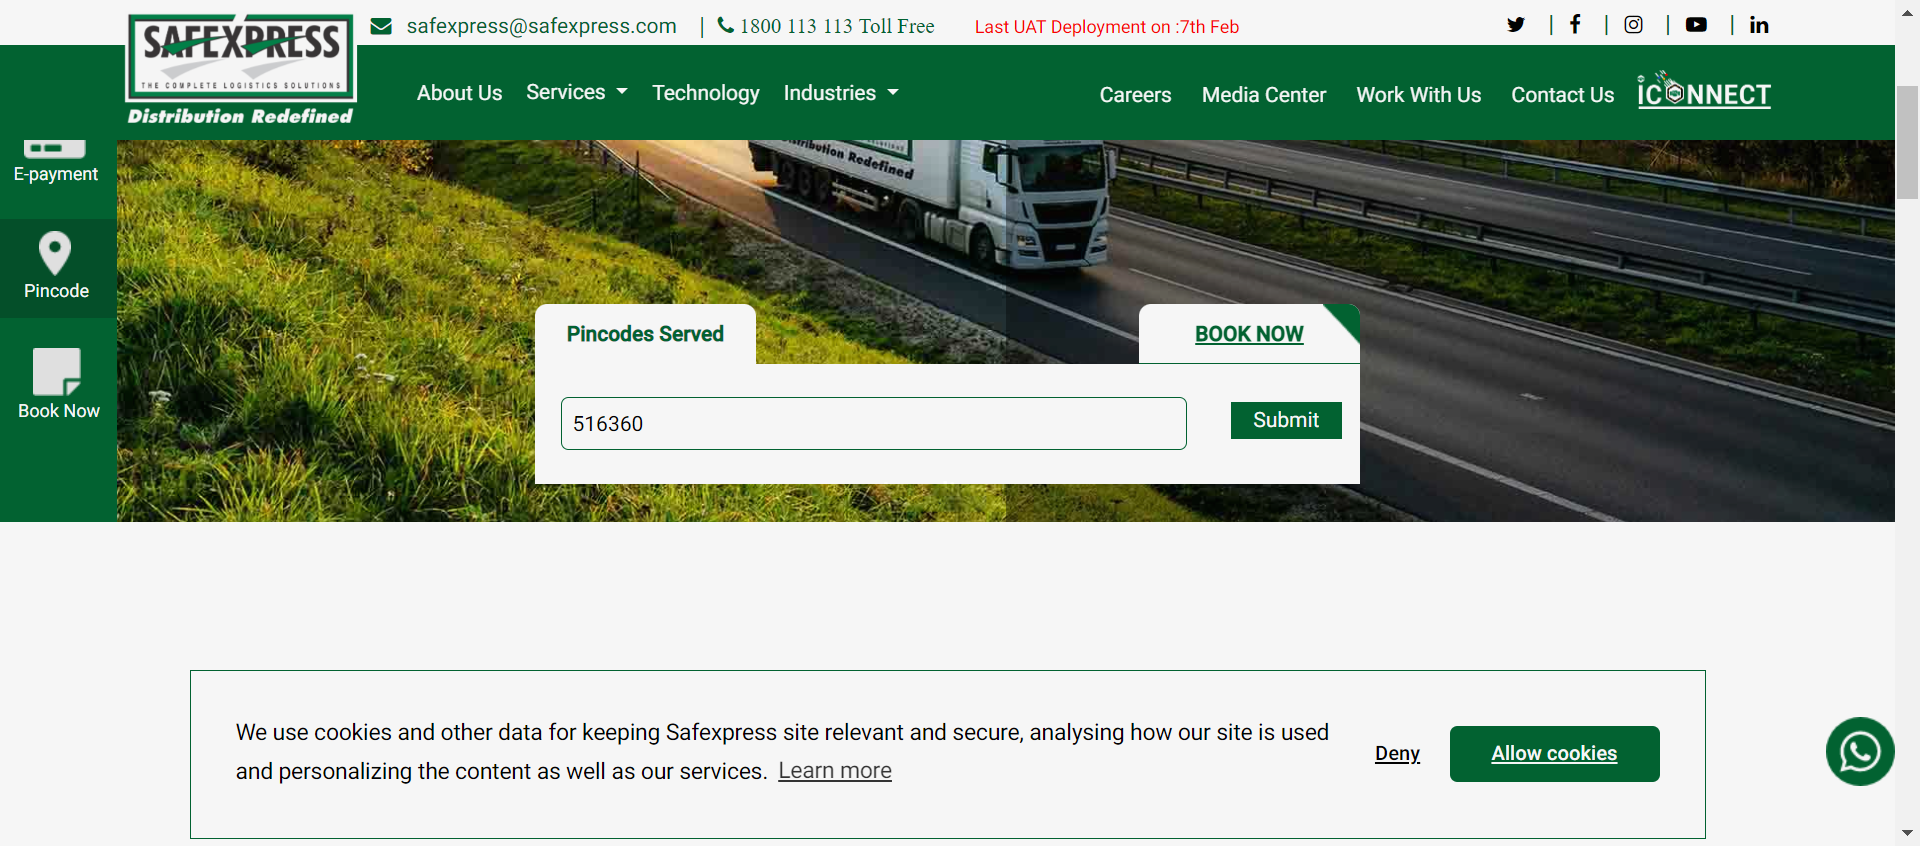 SAFEXPRESS
THE COMPLETE LOGISTICS SOLUTIONS
Distribution Redefined
safexpress@safexpress.com | 1800 113 113 Toll Free Last UAT Deployment on :7th Feb
About Us Services Technology Industries Careers Media Center Work With Us Contact Us iCONNECT
Distribution Redefined
E-payment
Pincode
Book Now
Pincodes Served BOOK NOW
516360 Submit
We use cookies and other data for keeping Safexpress site relevant and secure, analysing how our site is used
and personalizing the content as well as our services. Learn more
Deny Allow cookies